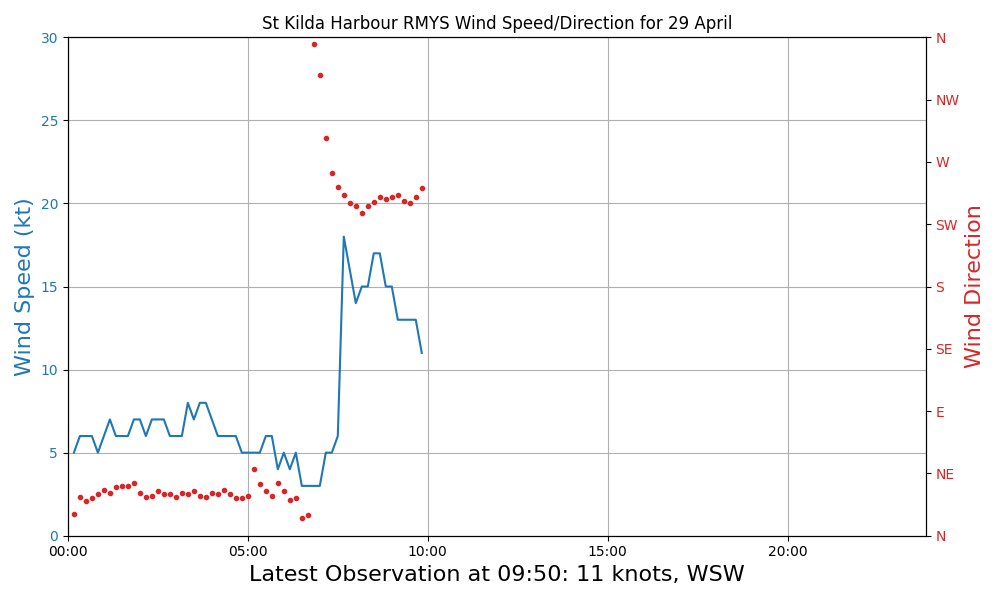 St Kilda Harbour RMYS Wind Speed/Direction for 29 April
Wind Speed (kt)
30
25
20
15
10
5
0
00:00
05:00
10:00
15:00
20:00
Latest Observation at 09:50: 11 knots, WSW
N
NW
W
SW
S
SE
E
NE
N
Wind Direction